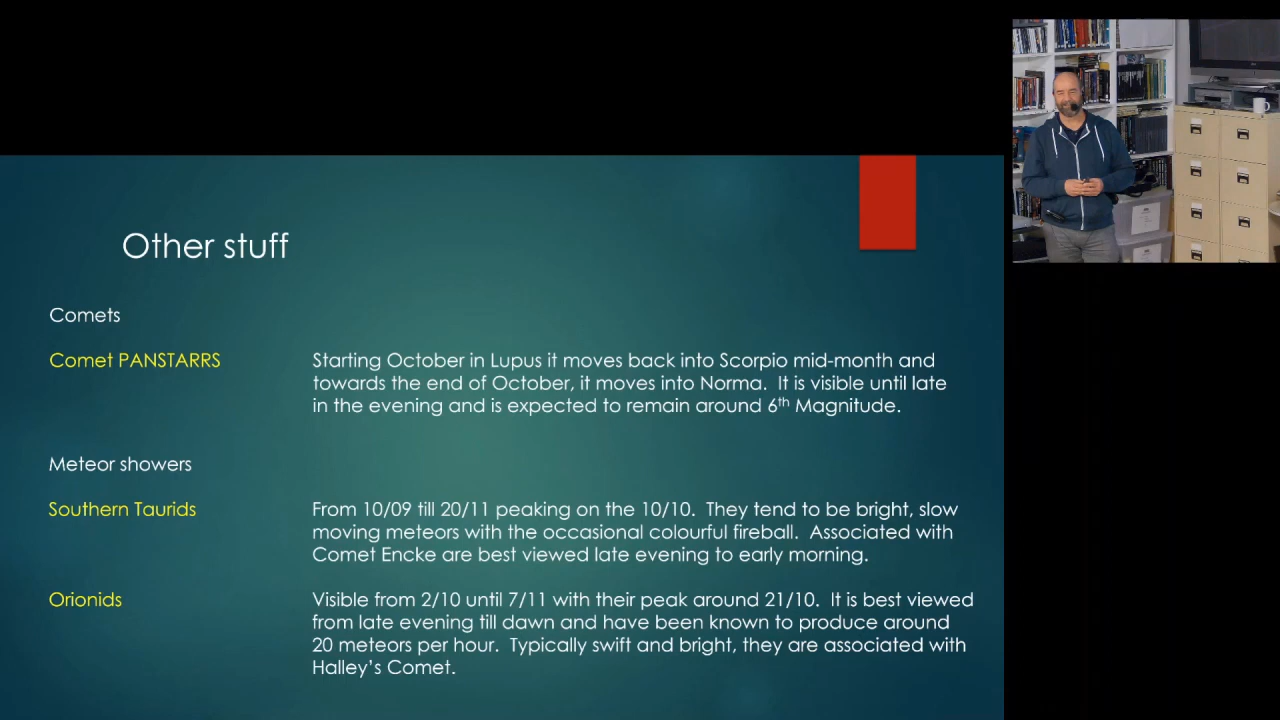 Other stuff
Comets
Comet PANSTARRS
Starting October in Lupus it moves back into Scorpio mid-month and
towards the end of October, it moves into Norma.  It is visible until late
in the evening and is expected to remain around 6th Magnitude.
Meteor showers
Southern Taurids
From 10/09 till 20/11 peaking on the 10/10.  They tend to be bright, slow
moving meteors with the occasional colourful fireball.  Associated with
Comet Encke are best viewed late evening to early morning.
Orionids
Visible from 2/10 until 7/11 with their peak around 21/10.  It is best viewed
from late evening till dawn and have been known to produce around
20 meteors per hour.  Typically swift and bright, they are associated with
Halley's Comet.